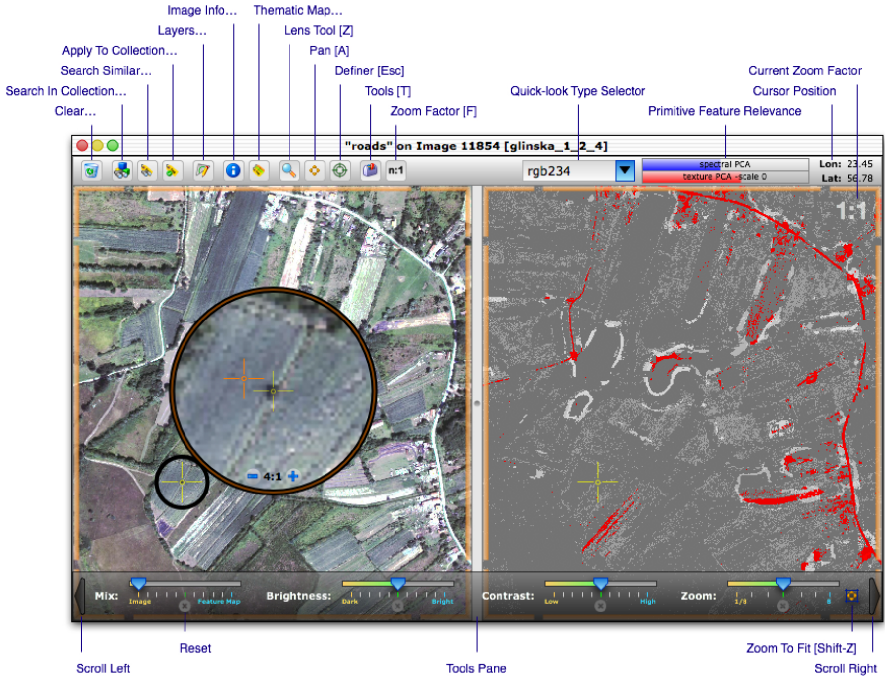 Image Info…
Thematic Map…
Layers…
Lens Tool [Z]
Apply To Collection…
Pan [A]
Search Similar…
Definer [Esc]
Current Zoom Factor
Search In Collection…
Tools [T]
Quick-look Type Selector
Cursor Position
Clear…
Zoom Factor [F]
Primitive Feature Relevance
"roads" on Image 11854 [glinska_1_2_4]
n:1
rgb234
spectral PCA
texture PCA -scale 0
Lon: 23.45
Lat: 56.78
1:1
4:1
Mix:
Image
Feature Map
Brightness:
Dark
Bright
Contrast:
Low
High
Zoom:
1/8
8
Reset
Zoom To Fit [Shift-Z]
Scroll Left
Tools Pane
Scroll Right